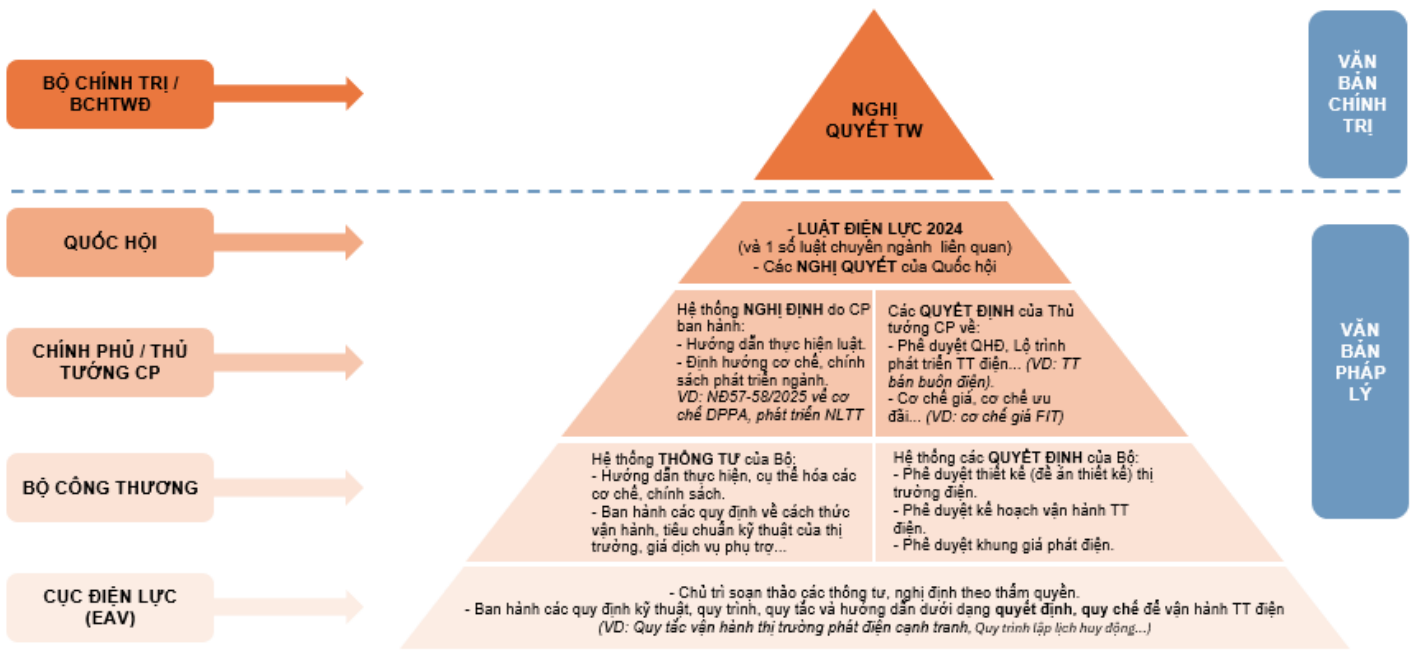 BỘ CHÍNH TRỊ /
BCHTWĐ
NGHỊ
QUYẾT TW
VĂN
BẢN
CHÍNH
TRỊ
QUỐC HỘI
- LUẬT ĐIỆN LỰC 2024
(và 1 số luật chuyên ngành liên quan)
- Các NGHỊ QUYẾT của Quốc hội
CHÍNH PHỦ / THỦ
TƯỚNG CP
Hệ thống NGHỊ ĐỊNH do CP
ban hành:
- Hướng dẫn thực hiện luật.
- Định hướng cơ chế, chính
sách phát triển ngành.
VD: NĐ57-58/2025 về cơ
chế DPPA, phát triển NLTT
Các QUYẾT ĐỊNH của Thủ
tướng CP về:
- Phê duyệt QHĐ, Lộ trình
phát triển TT điện... (VD: TT
bán buôn điện).
- Cơ chế giá, cơ chế ưu
đãi... (VD: cơ chế giá FIT)
VĂN
BẢN
PHÁP
LÝ
BỘ CÔNG THƯƠNG
Hệ thống THÔNG TƯ của Bộ:
- Hướng dẫn thực hiện, cụ thể hóa các
cơ chế, chính sách.
- Ban hành các quy định về cách thức
vận hành, tiêu chuẩn kỹ thuật của thị
trường, giá dịch vụ phụ trợ...
Hệ thống các QUYẾT ĐỊNH của Bộ:
- Phê duyệt thiết kế (đề án thiết kế) thị
trường điện.
- Phê duyệt kế hoạch vận hành TT
điện.
- Phê duyệt khung giá phát điện.
CỤC ĐIỆN LỰC
(EAV)
- Chủ trì soạn thảo các thông tư, nghị định theo thẩm quyền.
- Ban hành các quy định kỹ thuật, quy trình, quy tắc và hướng dẫn dưới dạng quyết định, quy chế để vận hành TT điện
(VD: Quy tắc vận hành thị trường phát điện cạnh tranh, Quy trình lập lịch huy động...)